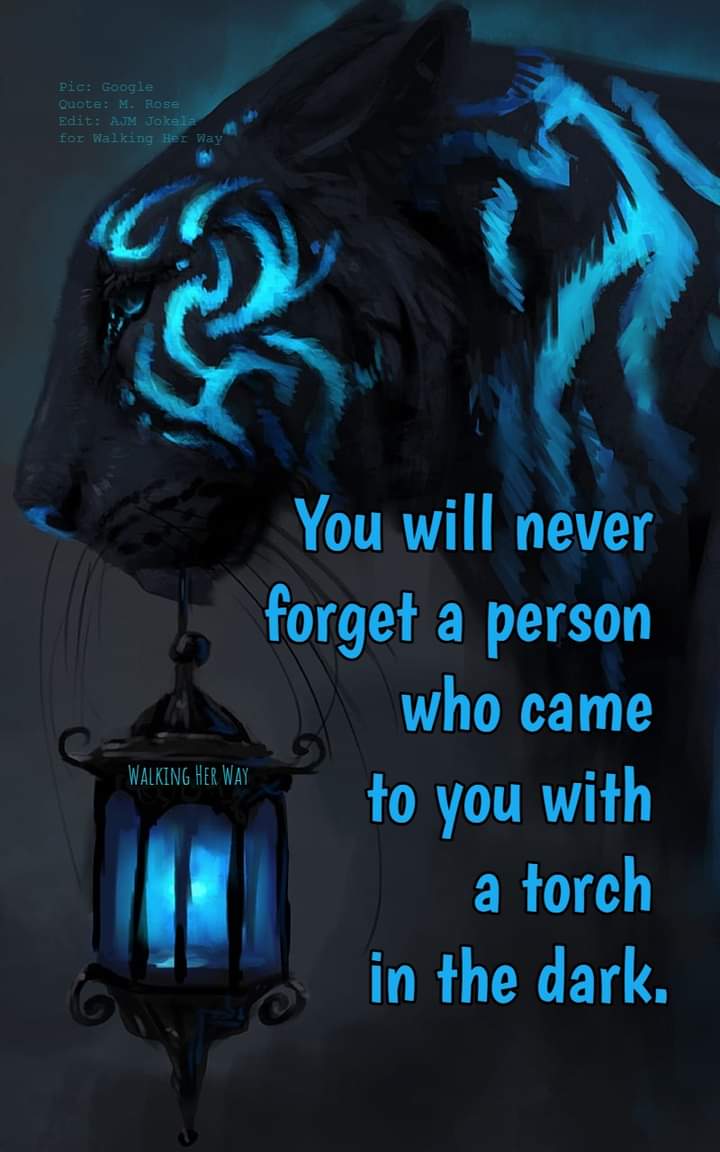 Pic: Google
Quote: M. Rose
Edit: AJM Jokela
for Walking Her Way
You will never
forget a person
who came
to you with
a torch
in the dark.
Walking Her Way